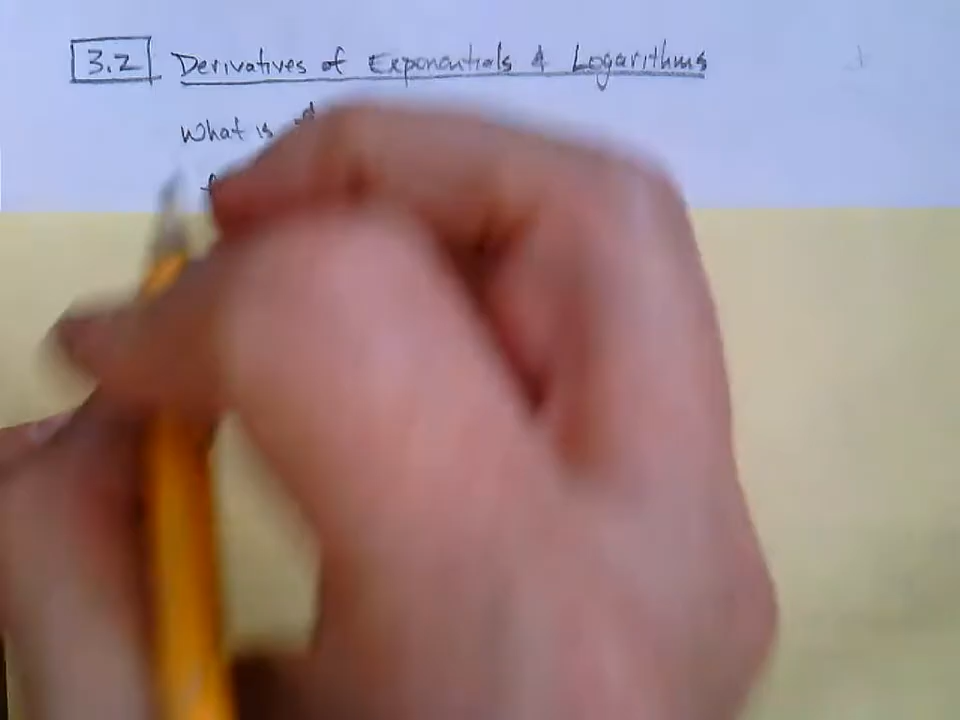 3.2 Derivatives of Exponentials & Logarithms
What is